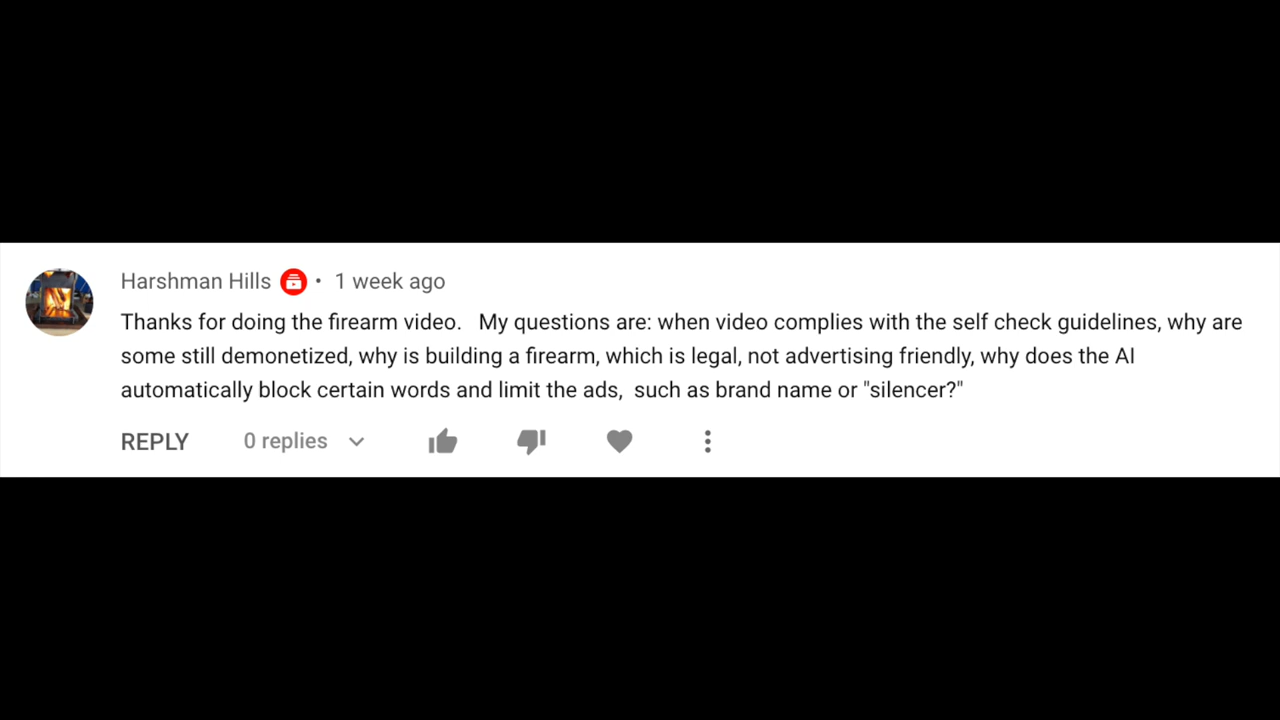 Harshman Hills • 1 week ago
Thanks for doing the firearm video.   My questions are: when video complies with the self check guidelines, why are
some still demonetized, why is building a firearm, which is legal, not advertising friendly, why does the AI
automatically block certain words and limit the ads,  such as brand name or "silencer?"
REPLY 0 replies